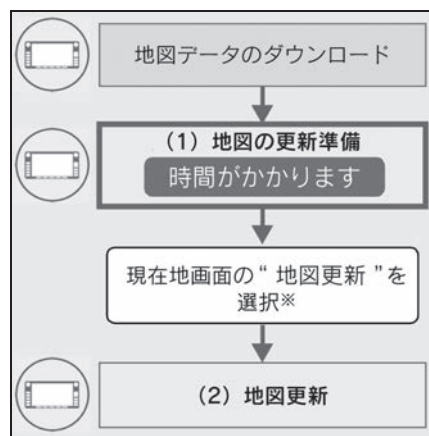 地図データのダウンロード
(1) 地図の更新準備
時間がかかります
現在地画面の“ 地図更新 ”を
選択※
(2) 地図更新